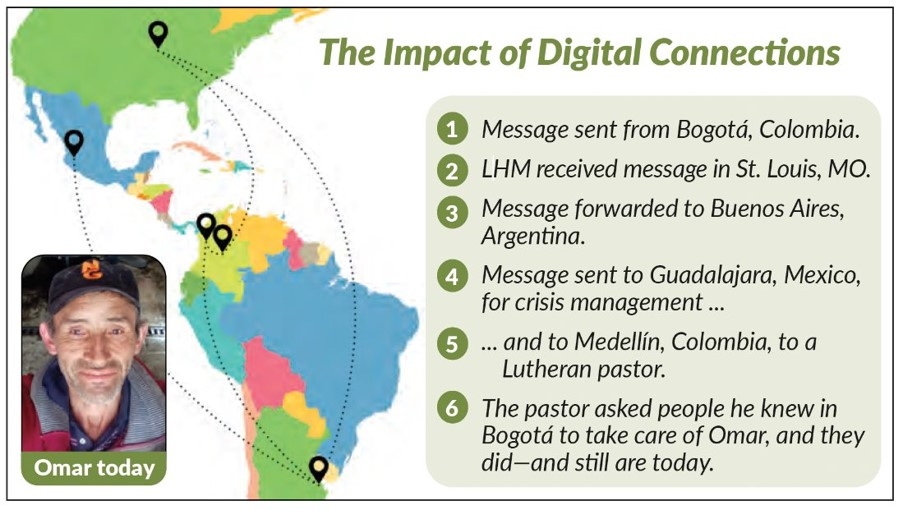 The Impact of Digital Connections
1 Message sent from Bogotá, Colombia.
2 LHM received message in St. Louis, MO.
3 Message forwarded to Buenos Aires,
Argentina.
4 Message sent to Guadalajara, Mexico,
for crisis management ...
5 ... and to Medellín, Colombia, to a
Lutheran pastor.
6 The pastor asked people he knew in
Bogotá to take care of Omar, and they
did—and still are today.
Omar today